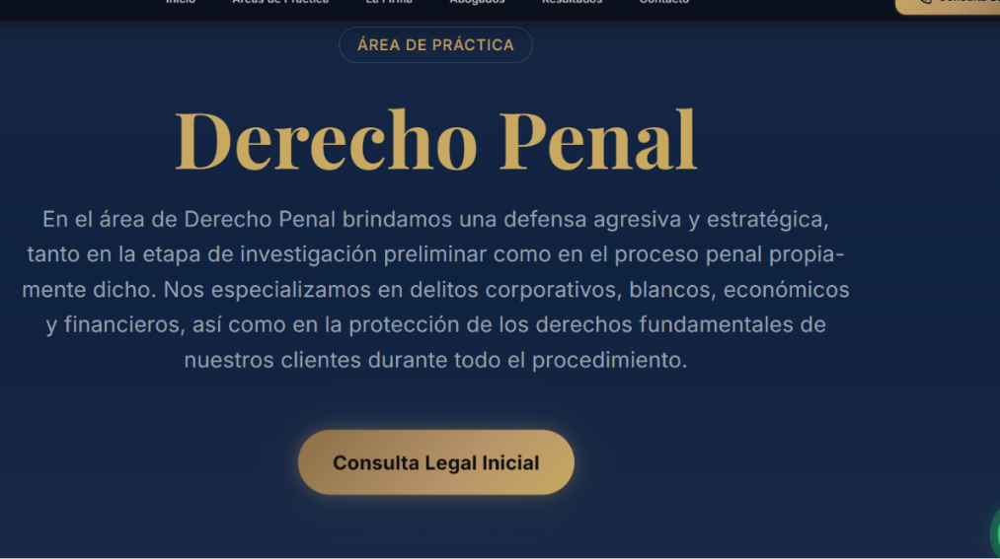 Inicio Áreas de Práctica La Firma Abogados Resultados Contacto
ÁREA DE PRÁCTICA
Derecho Penal
En el área de Derecho Penal brindamos una defensa agresiva y estratégica,
tanto en la etapa de investigación preliminar como en el proceso penal propia-
mente dicho. Nos especializamos en delitos corporativos, blancos, económicos
y financieros, así como en la protección de los derechos fundamentales de
nuestros clientes durante todo el procedimiento.
Consulta Legal Inicial